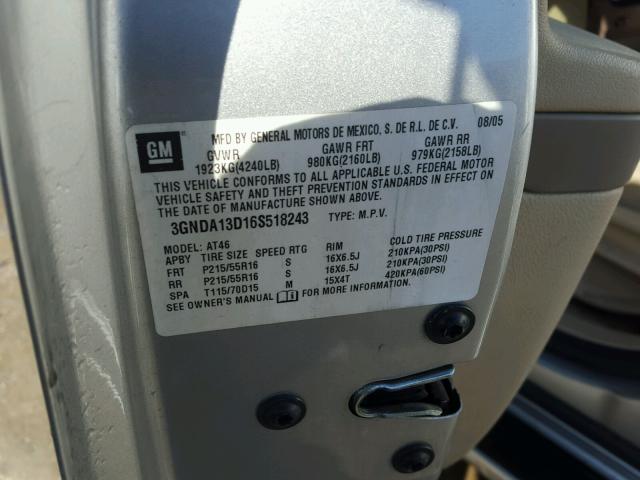 GM
MFD BY GENERAL MOTORS DE MEXICO, S. DE R.L. DE C.V. 08/05
GVWR GAWR FRT GAWR RR
1923KG(4240LB) 980KG(2160LB) 979KG(2158LB)
THIS VEHICLE CONFORMS TO ALL APPLICABLE U.S. FEDERAL MOTOR
VEHICLE SAFETY AND THEFT PREVENTION STANDARDS IN EFFECT ON
THE DATE OF MANUFACTURE SHOWN ABOVE.
3GNDA13D16S518243 TYPE: M.P.V.
MODEL: AT46
APBY TIRE SIZE SPEED RTG RIM COLD TIRE PRESSURE
FRT P215/55R16 S 16X6.5J 210KPA(30PSI)
RR P215/55R16 S 16X6.5J 210KPA(30PSI)
SPA T115/70D15 M 15X4T 420KPA(60PSI)
SEE OWNER'S MANUAL FOR MORE INFORMATION.